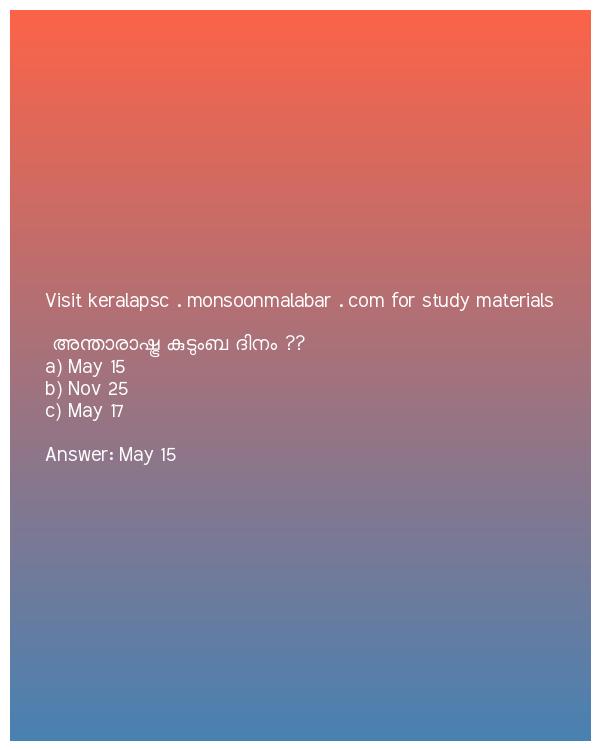 Visit keralapsc . monsoonmalabar . com for study materials
അന്താരാഷ്ട്ര കുടുംബ ദിനം ??
a) May 15
b) Nov 25
c) May 17
Answer: May 15